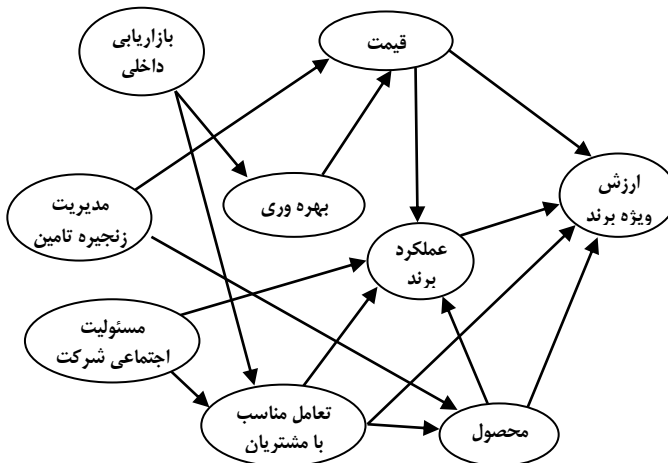 بازاریابی
داخلی
قیمت
ارزش
ویژه برند
مدیریت
زنجیره تامین
بهره وری
عملکرد
برند
مسئولیت
اجتماعی شرکت
تعامل مناسب
با مشتریان
محصول